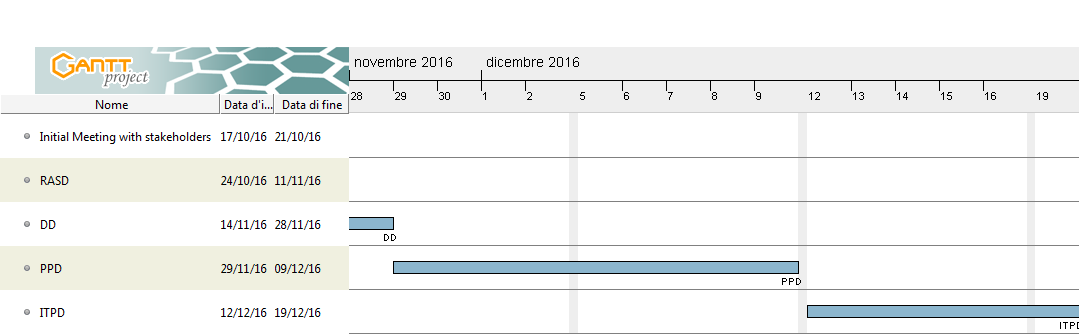 GANTT
project
novembre 2016 dicembre 2016
Nome Data d'i... Data di fine
28 29 30 1 2 5 6 7 8 9 12 13 14 15 16 19
Initial Meeting with stakeholders 17/10/16 21/10/16
RASD 24/10/16 11/11/16
DD 14/11/16 28/11/16
DD
PPD 29/11/16 09/12/16
PPD
ITPD 12/12/16 19/12/16
ITPD